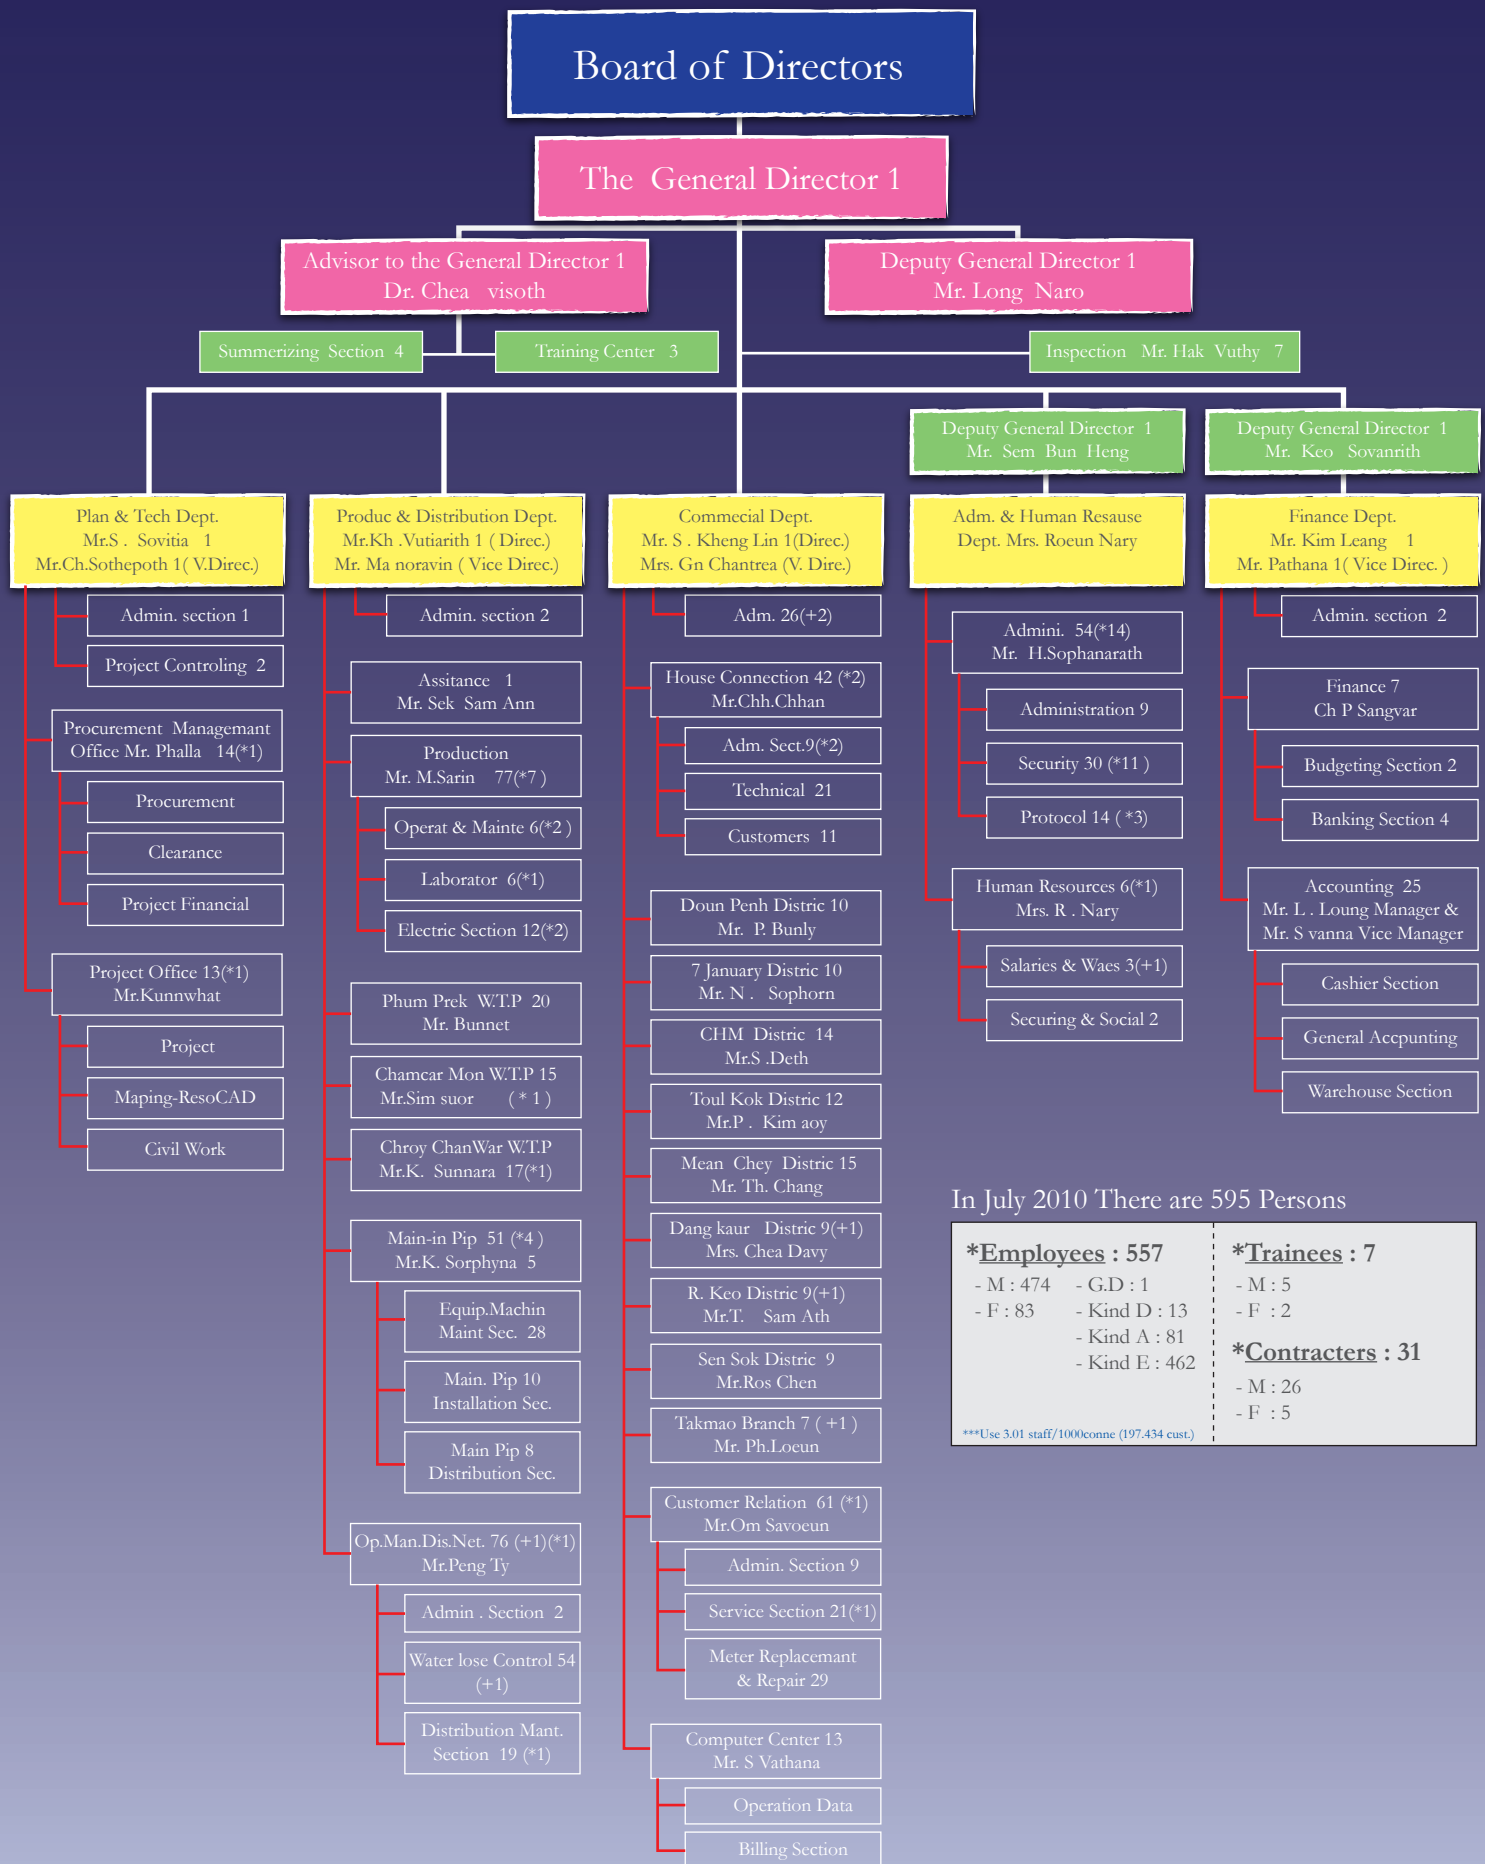 Board of Directors
The General Director 1
Advisor to the General Director 1
Dr. Chea visoth
Deputy General Director 1
Mr. Long Naro
Summerizing Section 4
Training Center 3
Inspection Mr. Hak Vuthy 7
Deputy General Director 1
Mr. Sem Bun Heng
Deputy General Director 1
Mr. Keo Sovanrith
Plan & Tech Dept.
Mr.S . Sovitia 1
Mr.Ch.Sothepoth 1( V.Direc.)
Admin. section 1
Project Controling 2
Procurement Managemant
Office Mr. Phalla 14(*1)
Procurement
Clearance
Project Financial
Project Office 13(*1)
Mr.Kunnwhat
Project
Maping-ResoCAD
Civil Work
Produc & Distribution Dept.
Mr.Kh .Vutiarith 1 ( Direc.)
Mr. Ma noravin ( Vice Direc.)
Admin. section 2
Assitance 1
Mr. Sek Sam Ann
Production
Mr. M.Sarin 77(*7 )
Operat & Mainte 6(*2 )
Laborator 6(*1)
Electric Section 12(*2)
Phum Prek W.T.P 20
Mr. Bunnet
Chamcar Mon W.T.P 15
Mr.Sim suor ( * 1 )
Chroy ChanWar W.T.P
Mr.K. Sunnara 17(*1)
Main-in Pip 51 (*4 )
Mr.K. Sorphyna 5
Equip.Machin
Maint Sec. 28
Main. Pip 10
Installation Sec.
Main Pip 8
Distribution Sec.
Op.Man.Dis.Net. 76 (+1)(*1)
Mr.Peng Ty
Admin . Section 2
Water lose Control 54
(+1)
Distribution Mant.
Section 19 (*1)
Commecial Dept.
Mr. S . Kheng Lin 1(Direc.)
Mrs. Gn Chantrea (V. Dire.)
Adm. 26(+2)
House Connection 42 (*2)
Mr.Chh.Chhan
Adm. Sect.9(*2)
Technical 21
Customers 11
Doun Penh Distric 10
Mr. P. Bunly
7 January Distric 10
Mr. N . Sophorn
CHM Distric 14
Mr.S .Deth
Toul Kok Distric 12
Mr.P . Kim aoy
Mean Chey Distric 15
Mr. Th. Chang
Dang kaur Distric 9(+1)
Mrs. Chea Davy
R. Keo Distric 9(+1)
Mr.T. Sam Ath
Sen Sok Distric 9
Mr.Ros Chen
Takmao Branch 7 ( +1 )
Mr. Ph.Loeun
Customer Relation 61 (*1)
Mr.Om Savoeun
Admin. Section 9
Service Section 21(*1)
Meter Replacemant
& Repair 29
Computer Center 13
Mr. S Vathana
Operation Data
Billing Section
Adm. & Human Resause
Dept. Mrs. Roeun Nary
Admini. 54(*14)
Mr. H.Sophanarath
Administration 9
Security 30 (*11 )
Protocol 14 ( *3)
Human Resources 6(*1)
Mrs. R . Nary
Salaries & Waes 3(+1)
Securing & Social 2
Finance Dept.
Mr. Kim Leang 1
Mr. Pathana 1( Vice Direc. )
Admin. section 2
Finance 7
Ch P Sangvar
Budgeting Section 2
Banking Section 4
Accounting 25
Mr. L . Loung Manager &
Mr. S vanna Vice Manager
Cashier Section
General Accpunting
Warehouse Section
In July 2010 There are 595 Persons
*Employees : 557
- M : 474 - G.D : 1
- F : 83 - Kind D : 13
- Kind A : 81
- Kind E : 462
***Use 3.01 staff/1000conne (197.434 cust.)
*Trainees : 7
- M : 5
- F : 2
*Contracters : 31
- M : 26
- F : 5